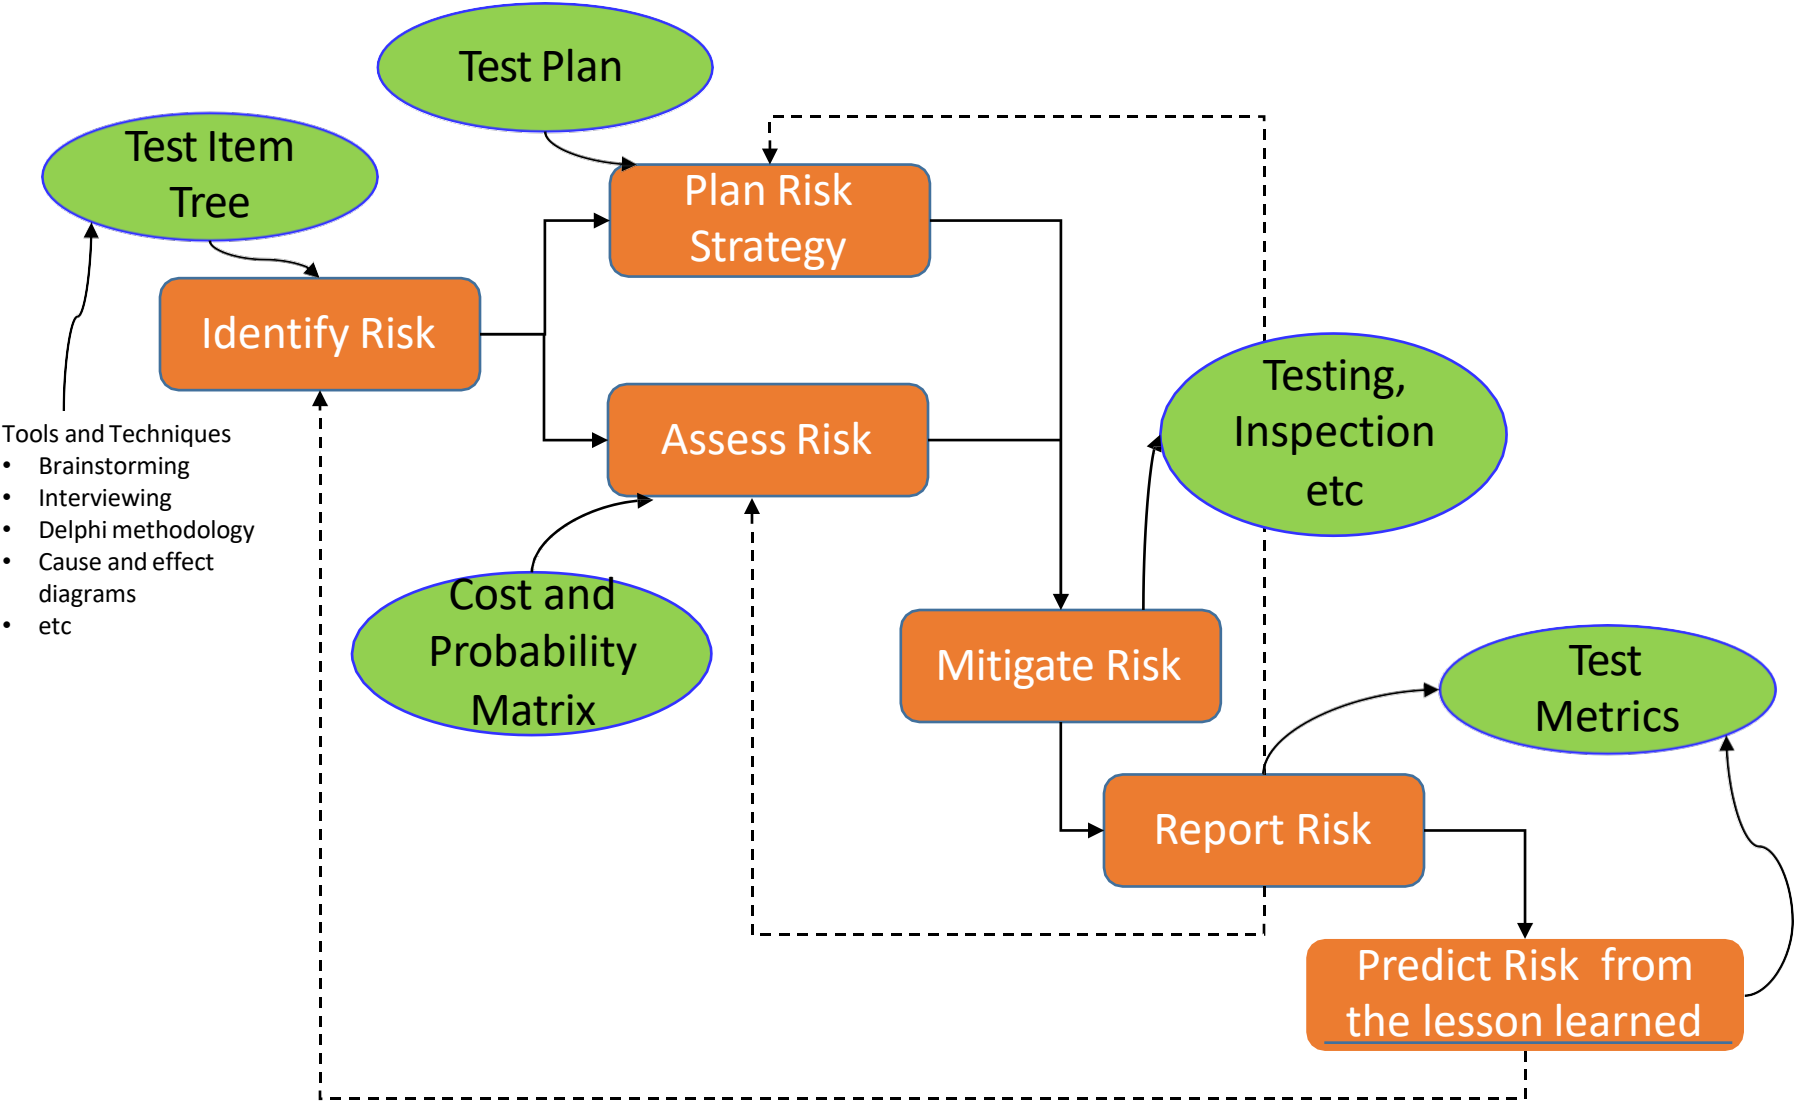 Test Plan
Test Item
Tree
Plan Risk
Strategy
Identify Risk
Assess Risk
Testing,
Inspection
etc
Tools and Techniques
• Brainstorming
• Interviewing
• Delphi methodology
• Cause and effect
diagrams
• etc
Cost and
Probability
Matrix
Mitigate Risk
Test
Metrics
Report Risk
Predict Risk from
the lesson learned